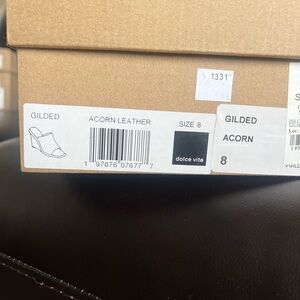 1331
GILDED
ACORN LEATHER
SIZE 8
1 97076 07677 7
dolce vita
GILDED
ACORN
8